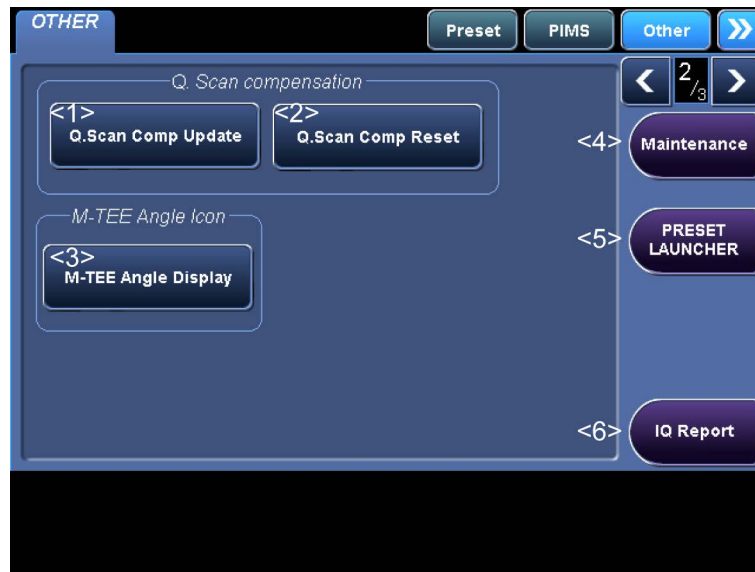 OTHER
Preset
PIMS
Other
2/3
Q. Scan compensation
<1>
Q.Scan Comp Update
<2>
Q.Scan Comp Reset
<4>
Maintenance
M-TEE Angle Icon
<3>
M-TEE Angle Display
<5>
PRESET
LAUNCHER
<6>
IQ Report